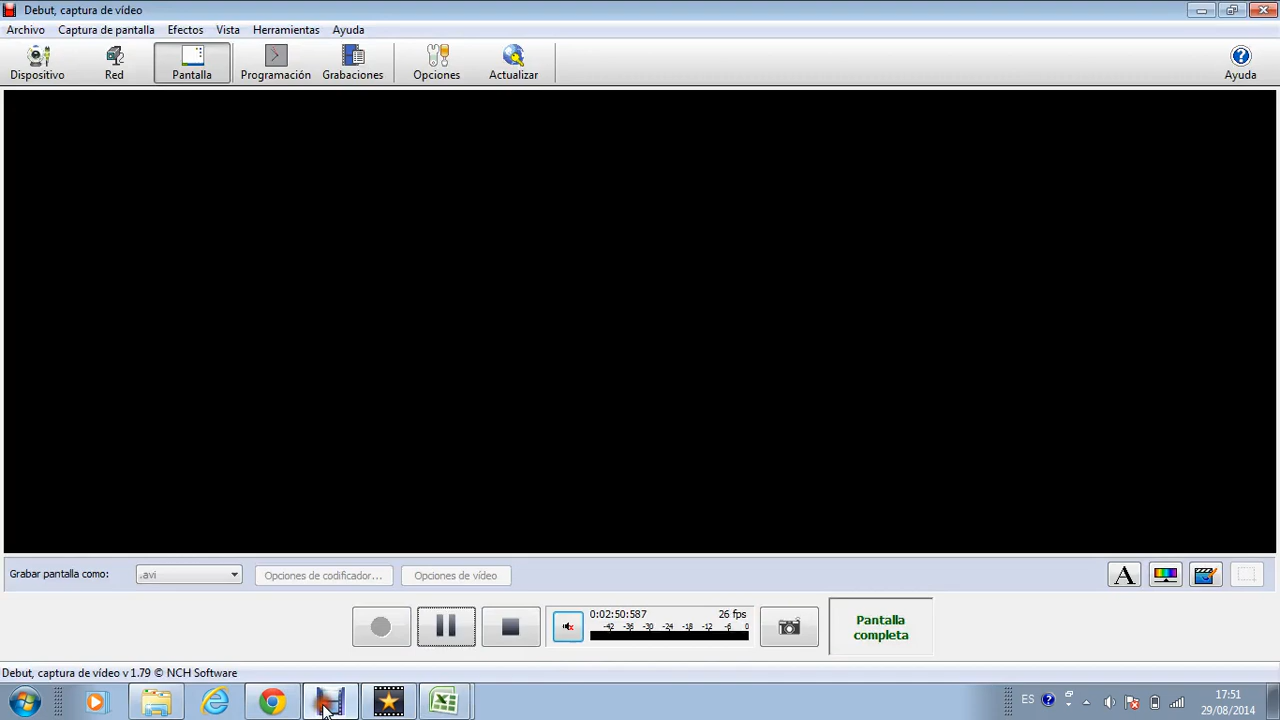 Debut, captura de vídeo
Archivo Captura de pantalla Efectos Vista Herramientas Ayuda
Dispositivo Red Pantalla Programación Grabaciones Opciones Actualizar Ayuda
Grabar pantalla como: .avi Opciones de codificador... Opciones de vídeo A
0:02:50:587 26 fps
-42 -36 -30 -24 -18 -12 -6 0
Pantalla
completa
Debut, captura de vídeo v 1.79 © NCH Software
ES 17:51
29/08/2014